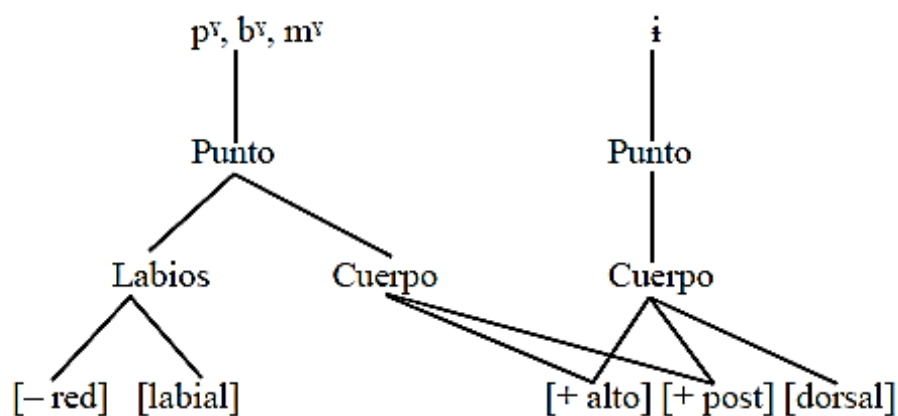 pˠ, bˠ, mˠ ɨ
Punto Punto
Labios Cuerpo Cuerpo
[– red] [labial] [+ alto] [+ post] [dorsal]